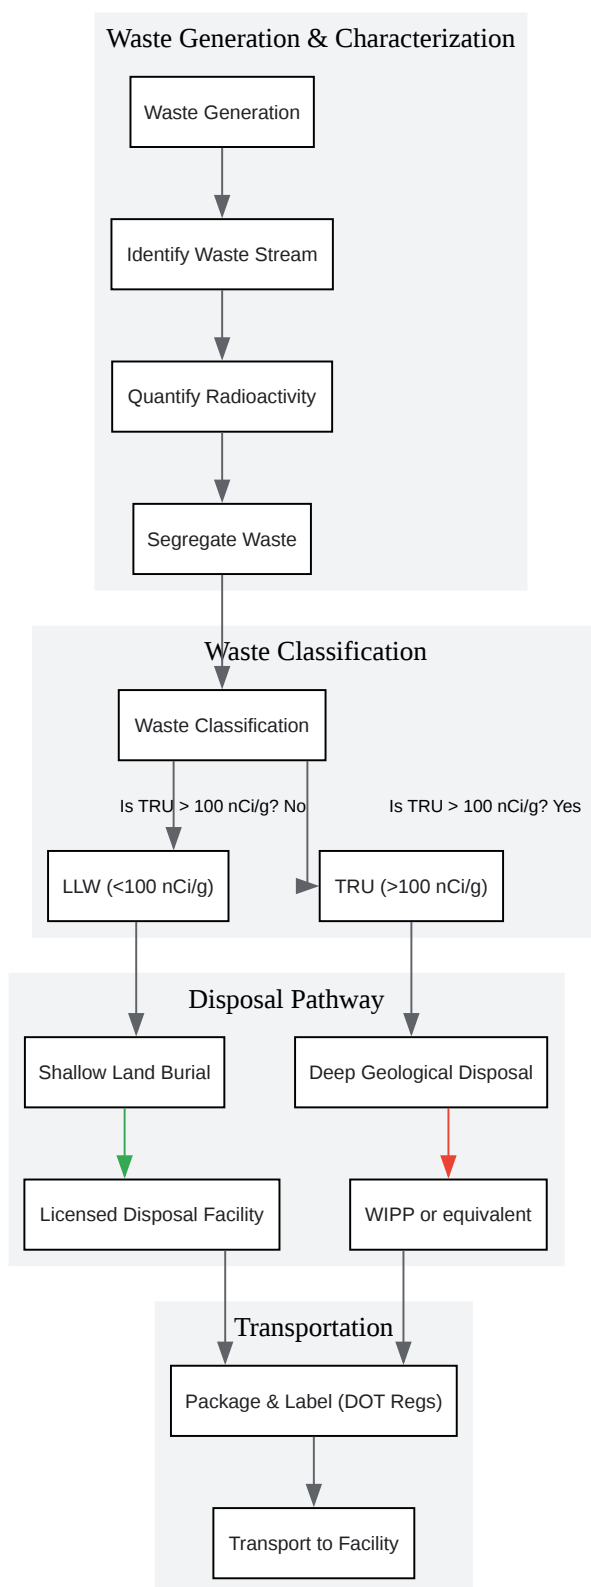 Waste Generation & Characterization
Waste Generation
Identify Waste Stream
Quantify Radioactivity
Segregate Waste
Waste Classification
Waste Classification
Is TRU > 100 nCi/g? No
Is TRU > 100 nCi/g? Yes
LLW (<100 nCi/g)
TRU (>100 nCi/g)
Disposal Pathway
Shallow Land Burial
Deep Geological Disposal
Licensed Disposal Facility
WIPP or equivalent
Transportation
Package & Label (DOT Regs)
Transport to Facility